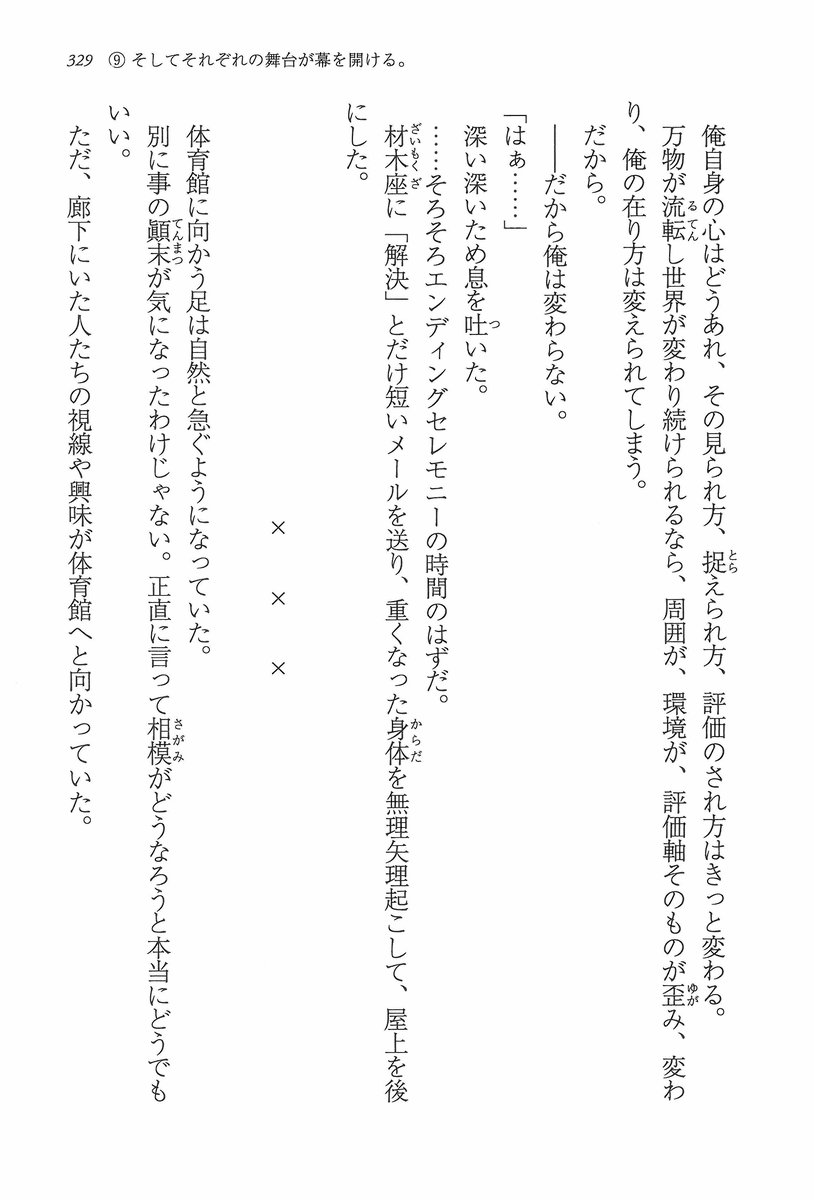 329 ⑨ そしてそれぞれの舞台が幕を開ける。
俺自身の心はどうあれ、その見られ方、捉えられ方、評価のされ方はきっと変わる。
万物が流転し世界が変わり続けられるなら、周囲が、環境が、評価軸そのものが歪み、変わ
り、俺の在り方は変えられてしまう。
だから。
――だから俺は変わらない。
「はぁ……」
深い深いため息を吐いた。
……そろそろエンディングセレモニーの時間のはずだ。
材木座に「解決」とだけ短いメールを送り、重くなった身体を無理矢理起こして、屋上を後
にした。
× × ×
体育館に向かう足は自然と急ぐようになっていた。
別に事の顚末が気になったわけじゃない。正直に言って相模がどうなろうと本当にどうでも
いい。
ただ、廊下にいた人たちの視線や興味が体育館へと向かっていた。